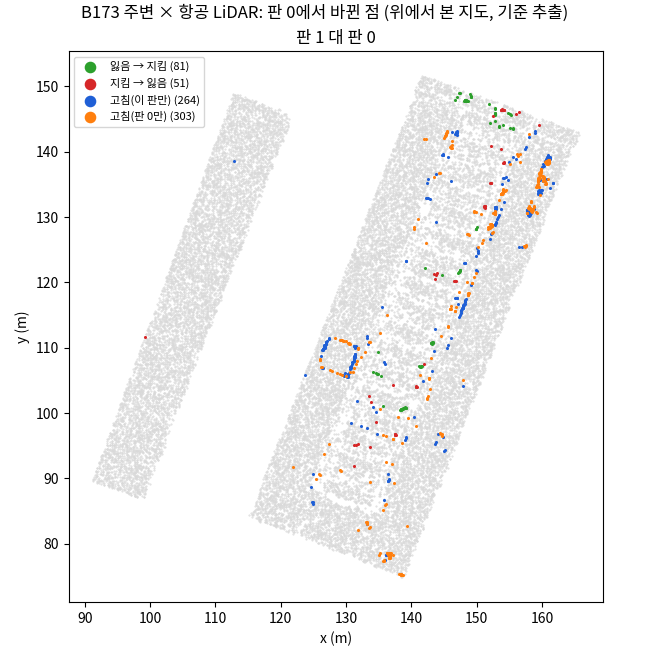 B173 주변 × 항공 LiDAR: 판 0에서 바뀐 점 (위에서 본 지도, 기준 추출)
판 1 대 판 0
잃음 → 지킴 (81)
지킴 → 잃음 (51)
고침(이 판만) (264)
고침(판 0만) (303)
150
140
130
120
110
100
90
80
y (m)
90 100 110 120 130 140 150 160
x (m)